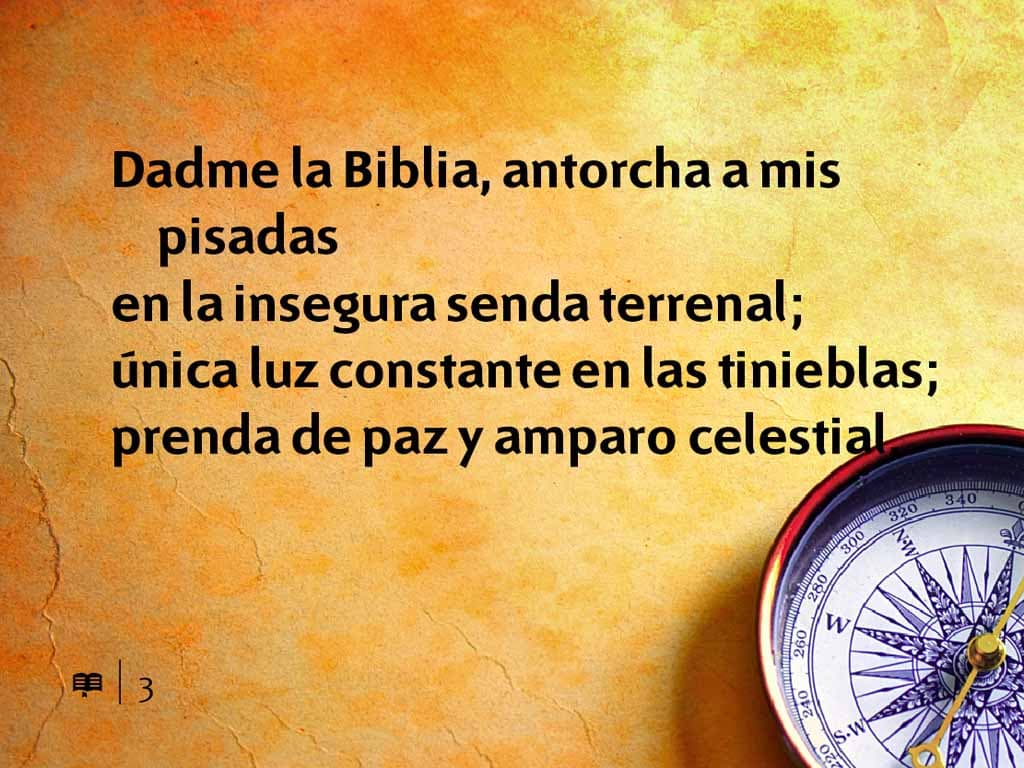 Dadme la Biblia, antorcha a mis
pisadas
en la insegura senda terrenal;
única luz constante en las tinieblas;
prenda de paz y amparo celestial.
3
340
320
N-W
300
280
W
260
240
S-W
220